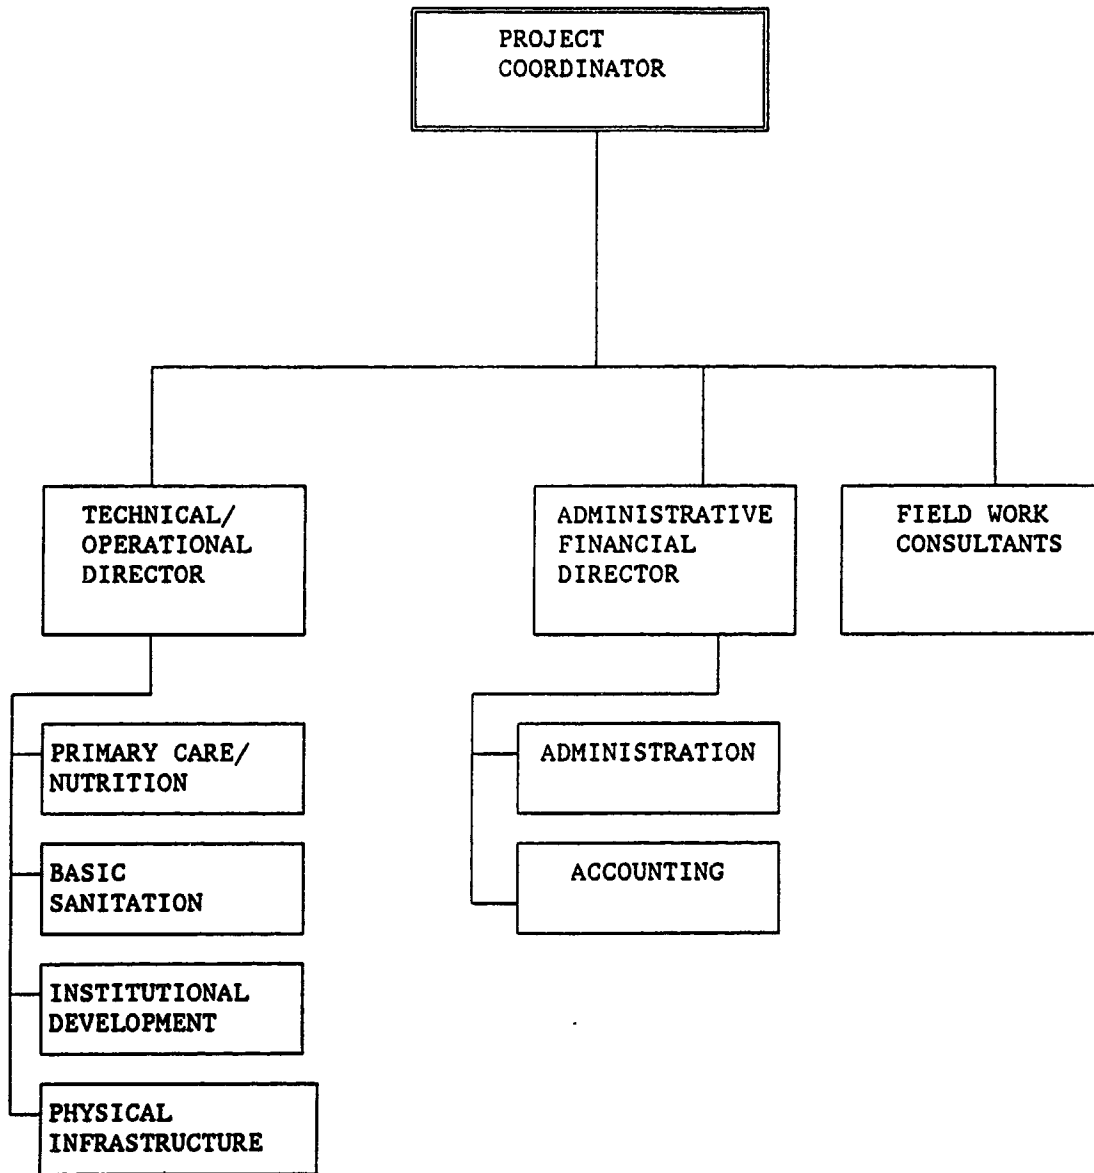 PROJECT
COORDINATOR
TECHNICAL/
OPERATIONAL
DIRECTOR
ADMINISTRATIVE
FINANCIAL
DIRECTOR
FIELD WORK
CONSULTANTS
PRIMARY CARE/
NUTRITION
BASIC
SANITATION
INSTITUTIONAL
DEVELOPMENT
PHYSICAL
INFRASTRUCTURE
ADMINISTRATION
ACCOUNTING